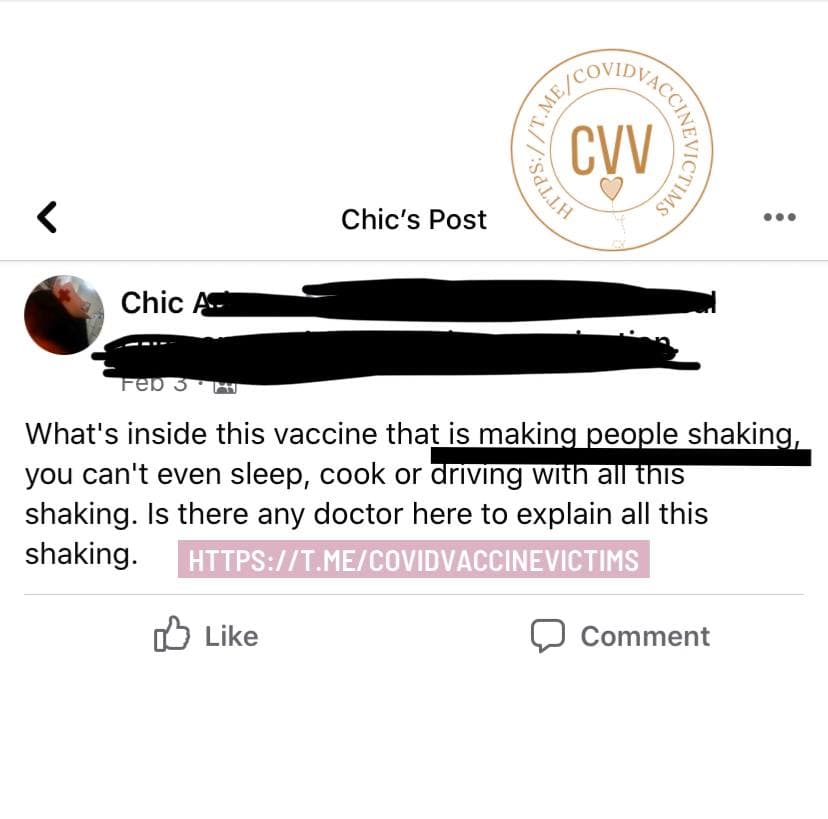 HTTPS://T.ME/COVIDVACCINEVICTIMS
CVV
Chic's Post
Chic
Feb 3 ·
What's inside this vaccine that is making people shaking,
you can't even sleep, cook or driving with all this
shaking. Is there any doctor here to explain all this
shaking.
HTTPS://T.ME/COVIDVACCINEVICTIMS
Like
Comment